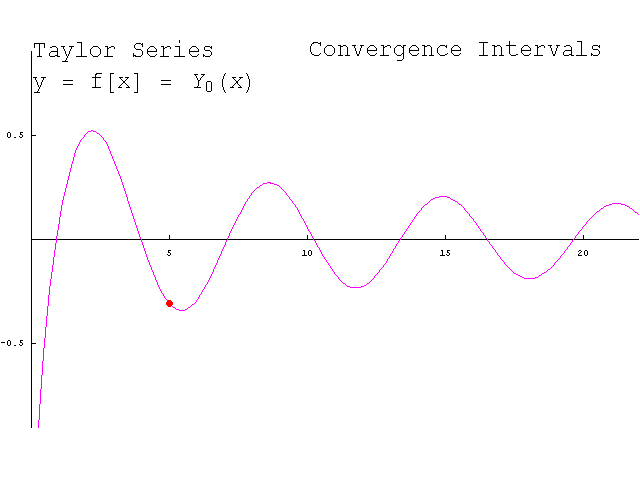 Taylor Series Convergence Intervals
y = f[x] = Y₀(x)
0.5
5 10 15 20
-0.5